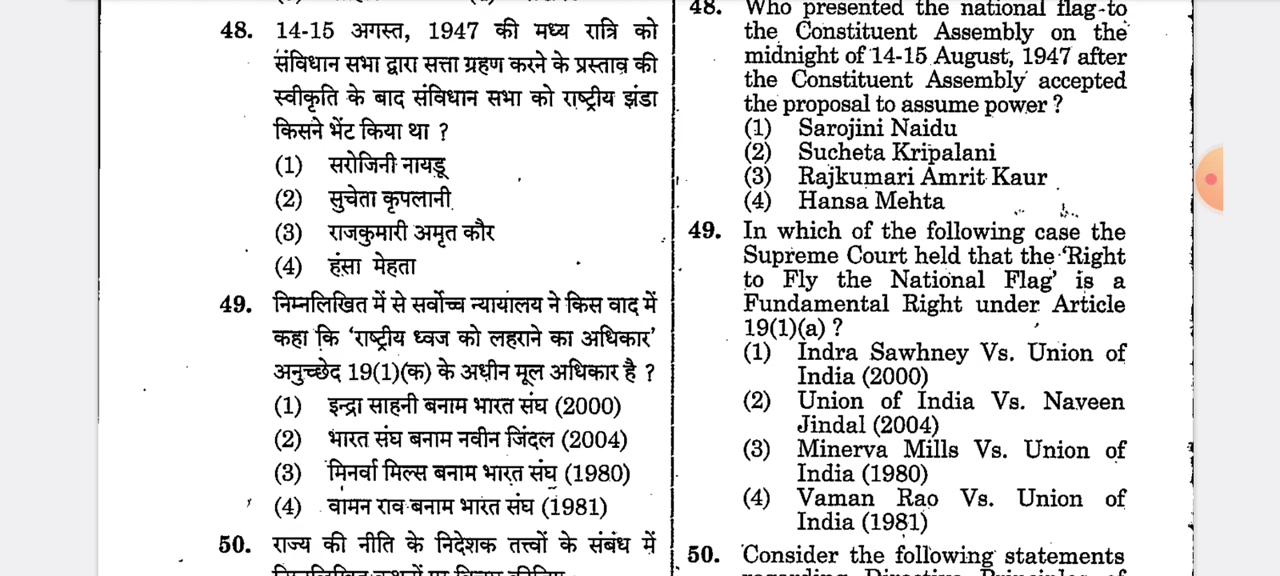 48. 14-15 अगस्त, 1947 की मध्य रात्रि को
संविधान सभा द्वारा सत्ता ग्रहण करने के प्रस्ताव की
स्वीकृति के बाद संविधान सभा को राष्ट्रीय झंडा
किसने भेंट किया था ?
(1) सरोजिनी नायडू
(2) सुचेता कृपलानी
(3) राजकुमारी अमृत कौर
(4) हंसा मेहता
49. निम्नलिखित में से सर्वोच्च न्यायालय ने किस वाद में
कहा कि ‘राष्ट्रीय ध्वज को लहराने का अधिकार’
अनुच्छेद 19(1)(क) के अधीन मूल अधिकार है ?
(1) इन्द्रा साहनी बनाम भारत संघ (2000)
(2) भारत संघ बनाम नवीन जिंदल (2004)
(3) मिनर्वा मिल्स बनाम भारत संघ (1980)
(4) वामन राव बनाम भारत संघ (1981)
50. राज्य की नीति के निदेशक तत्त्वों के संबंध में
48. Who presented the national flag to
the Constituent Assembly on the
midnight of 14-15 August, 1947 after
the Constituent Assembly accepted
the proposal to assume power ?
(1) Sarojini Naidu
(2) Sucheta Kripalani
(3) Rajkumari Amrit Kaur
(4) Hansa Mehta
49. In which of the following case the
Supreme Court held that the ‘Right
to Fly the National Flag’ is a
Fundamental Right under Article
19(1)(a) ?
(1) Indra Sawhney Vs. Union of
India (2000)
(2) Union of India Vs. Naveen
Jindal (2004)
(3) Minerva Mills Vs. Union of
India (1980)
(4) Vaman Rao Vs. Union of
India (1981)
50. Consider the following statements